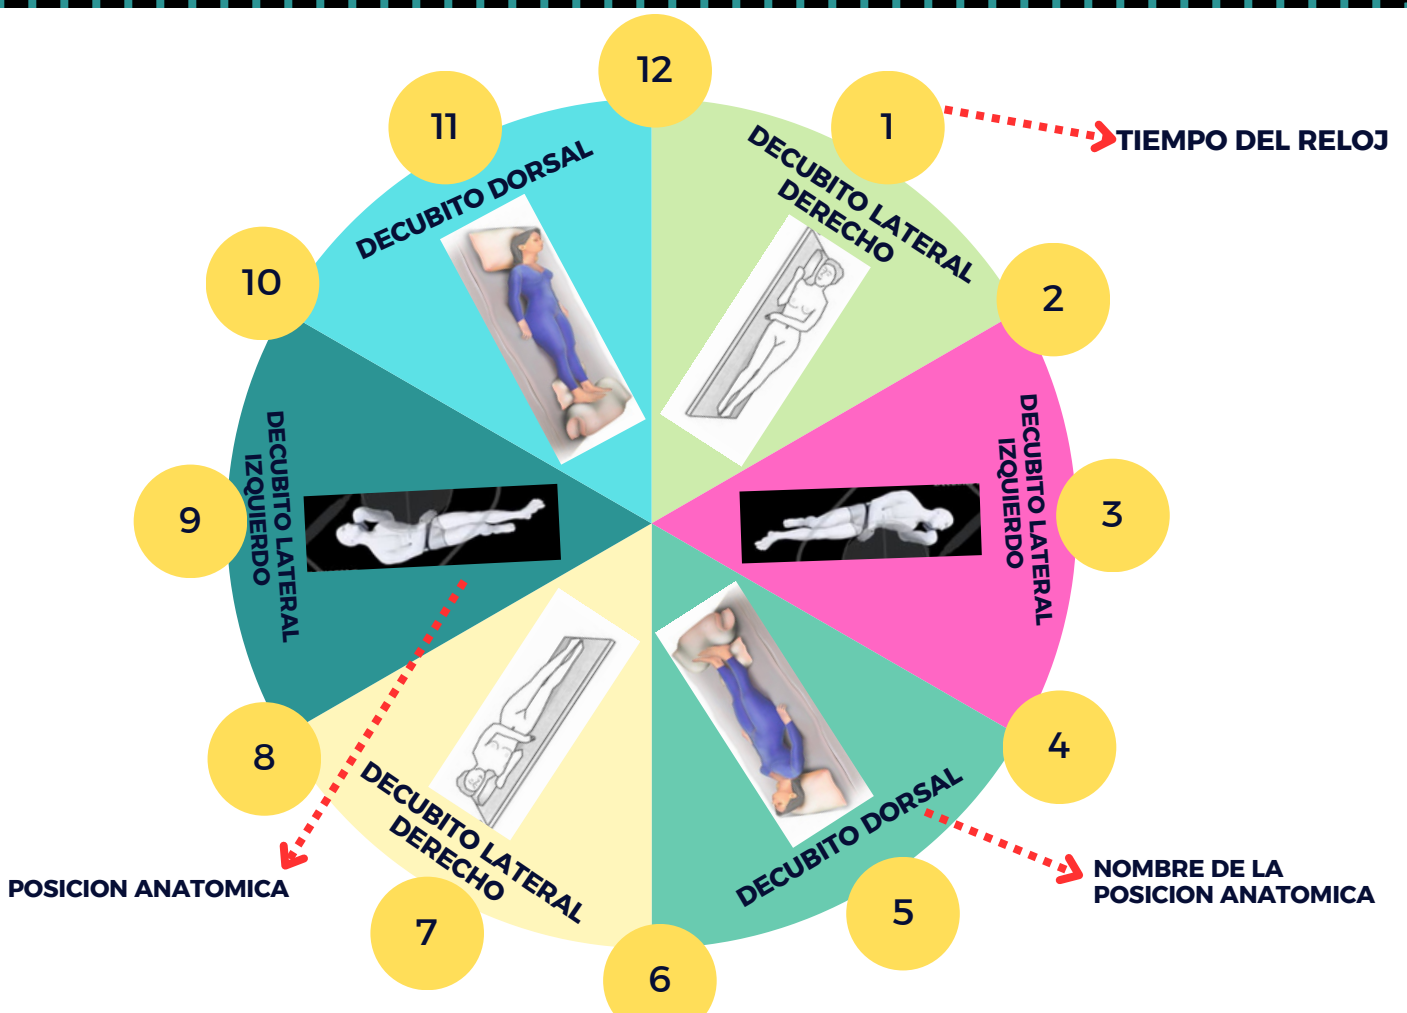 12
11
1
TIEMPO DEL RELOJ
DECUBITO DORSAL
DECUBITO LATERAL
DERECHO
10
2
DECUBITO LATERAL
IZQUIERDO
DECUBITO LATERAL
IZQUIERDO
9
3
8
4
DECUBITO LATERAL
DERECHO
DECUBITO DORSAL
NOMBRE DE LA
POSICION ANATOMICA
POSICION ANATOMICA
7
5
6